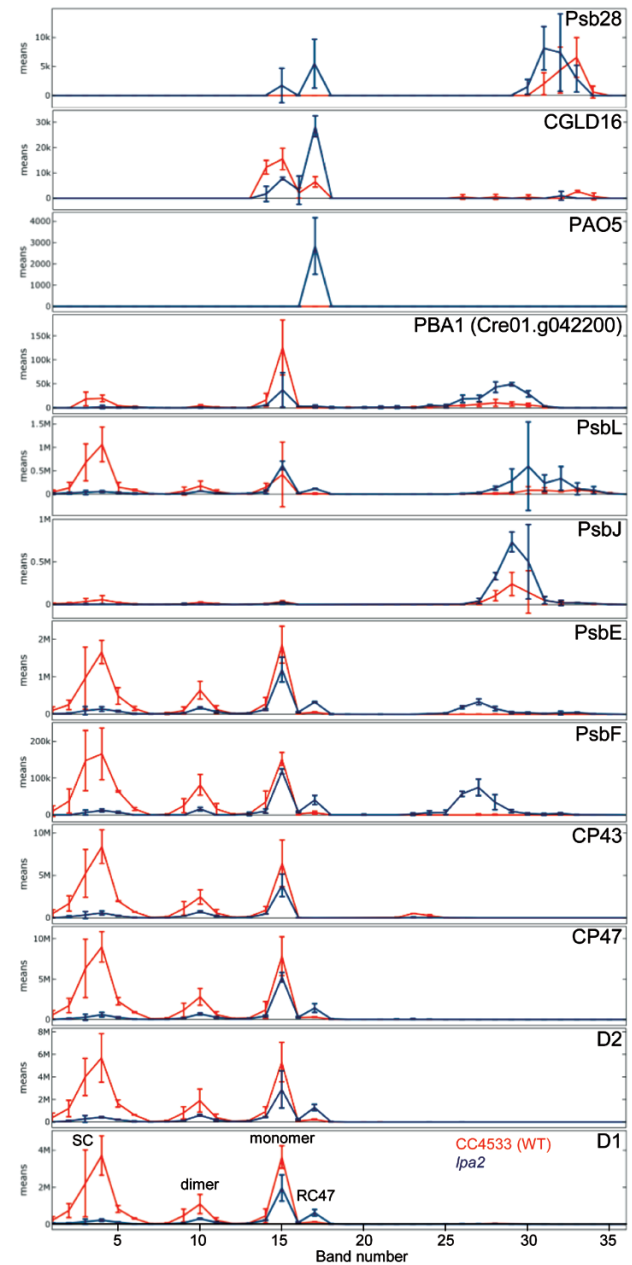 Psb28
10k
5k
0
means
CGLD16
30k
20k
10k
0
means
PAO5
4000
3000
2000
1000
0
means
PBA1 (Cre01.g042200)
150k
100k
50k
0
means
PsbL
1.5M
1M
0.5M
0
means
PsbJ
1M
0.5M
0
means
PsbE
2M
1M
0
means
PsbF
200k
100k
0
means
CP43
10M
5M
0
means
CP47
10M
5M
0
means
D2
8M
6M
4M
2M
0
means
D1
SC
monomer
CC4533 (WT)
lpa2
dimer
RC47
4M
2M
0
means
5 10 15 20 25 30 35
Band number